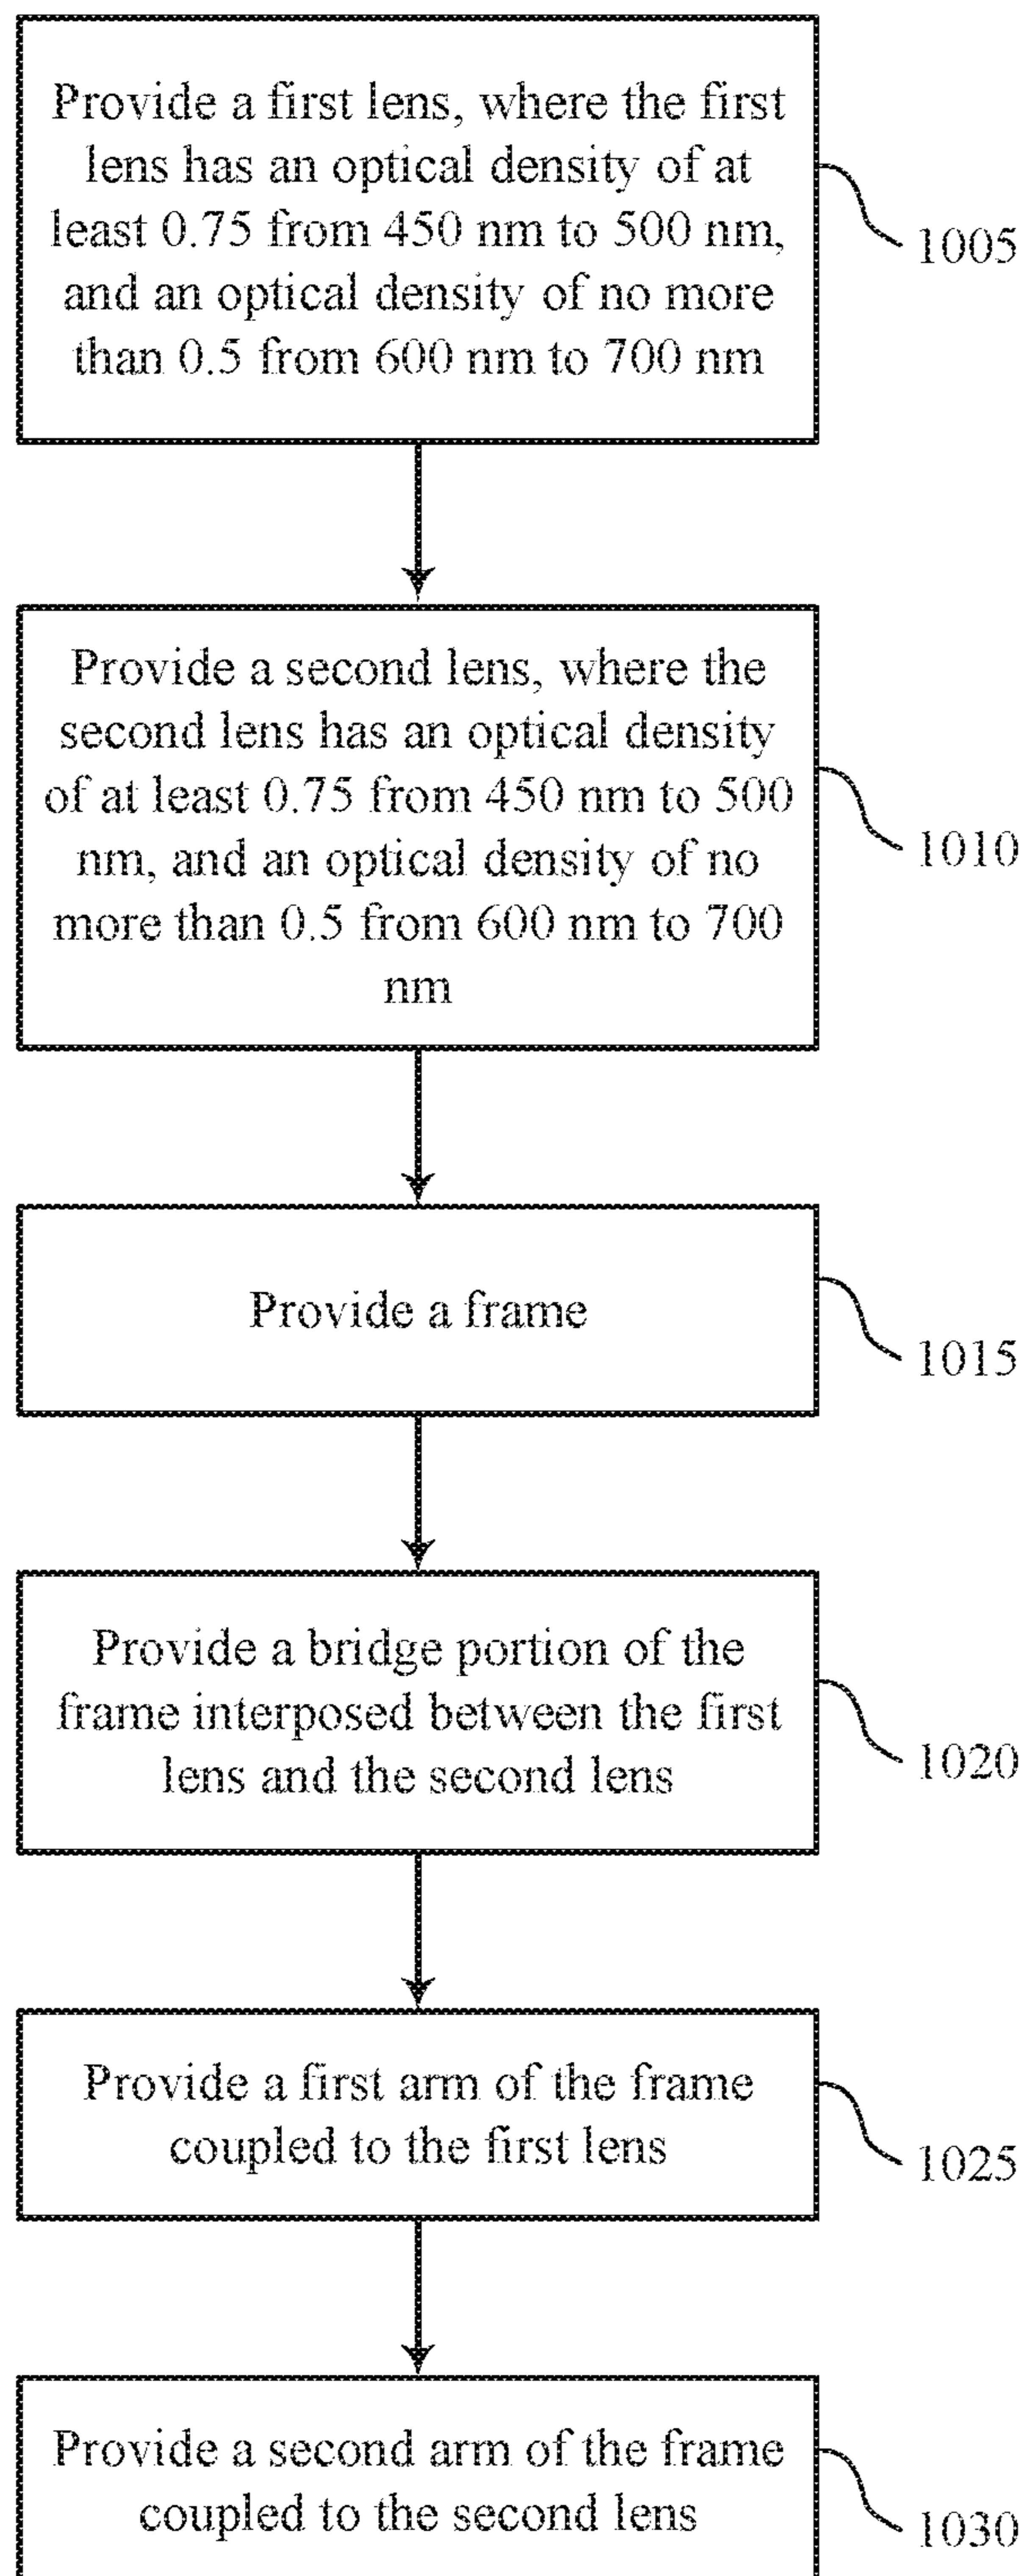 Provide a first lens, where the first
lens has an optical density of at
least 0.75 from 450 nm to 500 nm,
and an optical density of no more
than 0.5 from 600 nm to 700 nm
1005
Provide a second lens, where the
second lens has an optical density
of at least 0.75 from 450 nm to 500
nm, and an optical density of no
more than 0.5 from 600 nm to 700
nm
1010
Provide a frame
1015
Provide a bridge portion of the
frame interposed between the first
lens and the second lens
1020
Provide a first arm of the frame
coupled to the first lens
1025
Provide a second arm of the frame
coupled to the second lens
1030